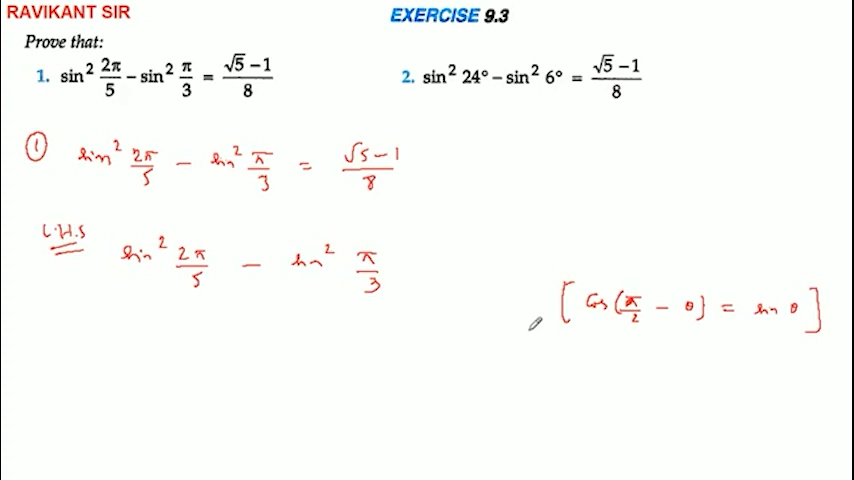 RAVIKANT SIR
EXERCISE 9.3
Prove that:
1. sin² 2π/5 − sin² π/3 = (√5 − 1)/8
2. sin² 24° − sin² 6° = (√5 − 1)/8
① sin² 2π/5 − sin² π/3 = (√5 − 1)/8
L.H.S sin² 2π/5 − sin² π/3
[Cos(π/2 − θ) = sin θ]